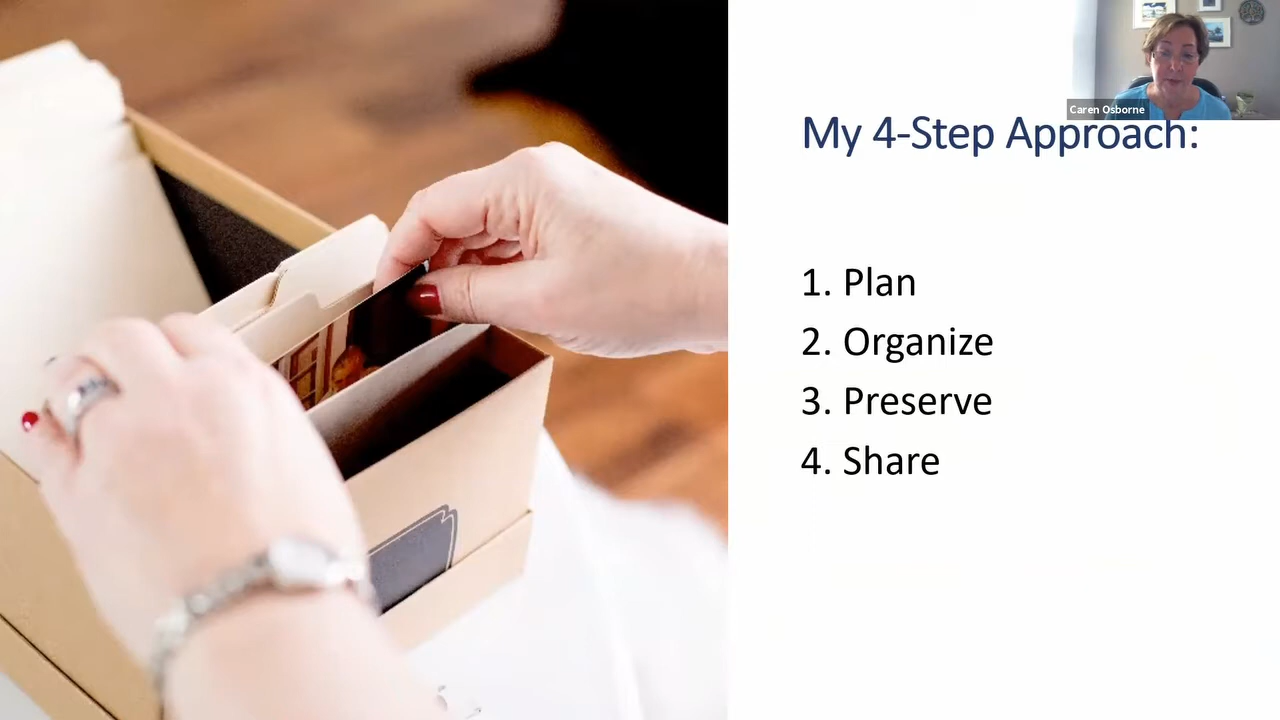 Caren Osborne
My 4-Step Approach:
1. Plan
2. Organize
3. Preserve
4. Share